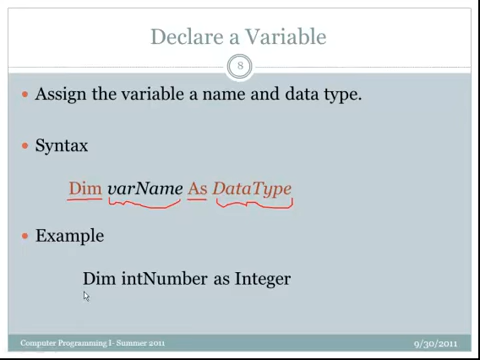 Declare a Variable
8
Assign the variable a name and data type.
Syntax
Dim varName As DataType
Example
Dim intNumber as Integer
Computer Programming I- Summer 2011
9/30/2011